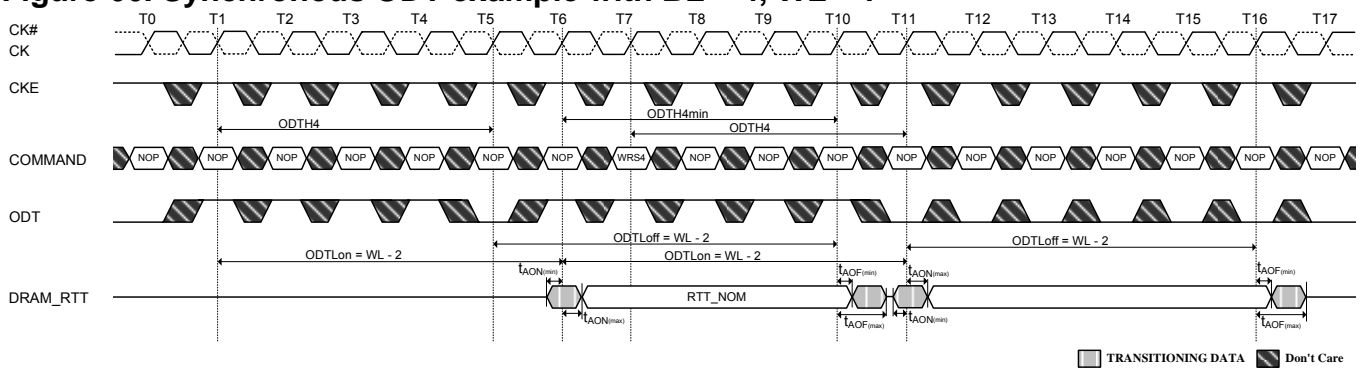 T0 T1 T2 T3 T4 T5 T6 T7 T8 T9 T10 T11 T12 T13 T14 T15 T16 T17
CK#
CK
CKE
ODTH4 ODTH4min
ODTH4
COMMAND NOP NOP NOP NOP NOP NOP NOP WRS4 NOP NOP NOP NOP NOP NOP NOP NOP NOP NOP
ODT
ODTLoff = WL - 2 ODTLoff = WL - 2
ODTLon = WL - 2 ODTLon = WL - 2
tAON(min) tAOF(min) tAON(max) tAOF(min)
DRAM_RTT RTT_NOM
tAON(max) tAOF(max) tAON(min) tAOF(max)
TRANSITIONING DATA Don't Care